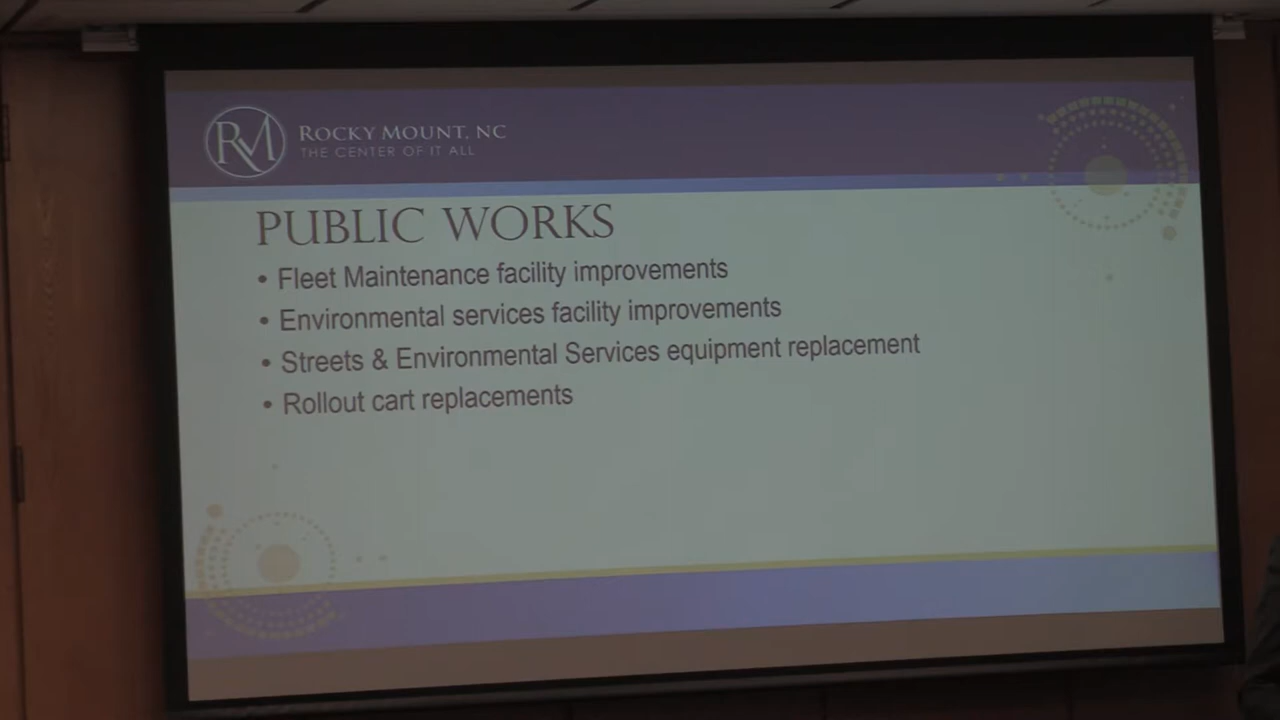 RM ROCKY MOUNT, NC
THE CENTER OF IT ALL
PUBLIC WORKS
• Fleet Maintenance facility improvements
• Environmental services facility improvements
• Streets & Environmental Services equipment replacement
• Rollout cart replacements